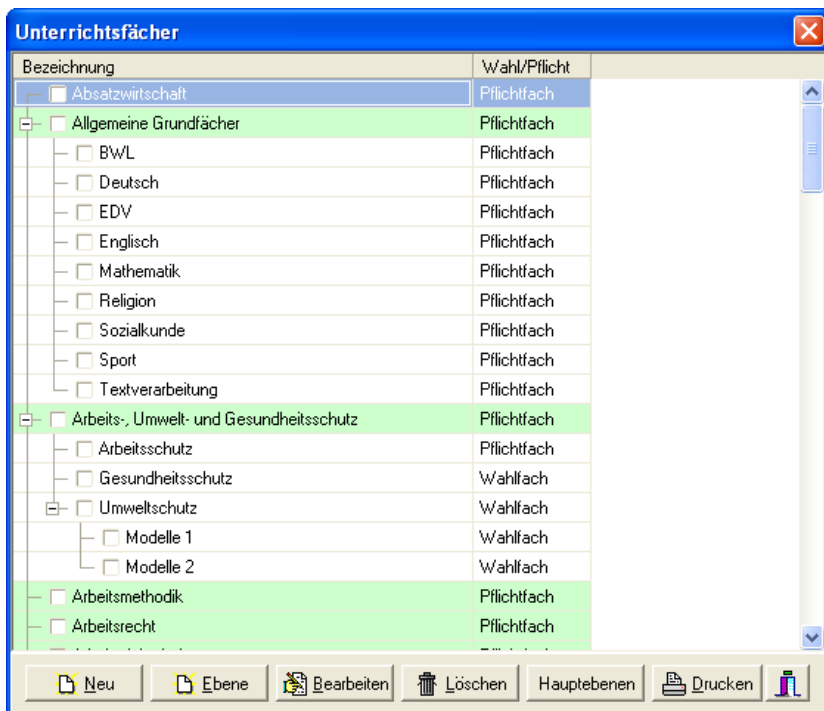 Unterrichtsfächer
Bezeichnung Wahl/Pflicht
Absatzwirtschaft Pflichtfach
Allgemeine Grundfächer Pflichtfach
BWL Pflichtfach
Deutsch Pflichtfach
EDV Pflichtfach
Englisch Pflichtfach
Mathematik Pflichtfach
Religion Pflichtfach
Sozialkunde Pflichtfach
Sport Pflichtfach
Textverarbeitung Pflichtfach
Arbeits-, Umwelt- und Gesundheitsschutz Pflichtfach
Arbeitsschutz Pflichtfach
Gesundheitsschutz Wahlfach
Umweltschutz Wahlfach
Modelle 1 Wahlfach
Modelle 2 Wahlfach
Arbeitsmethodik Pflichtfach
Arbeitsrecht Pflichtfach
Neu Ebene Bearbeiten Löschen Hauptebenen Drucken